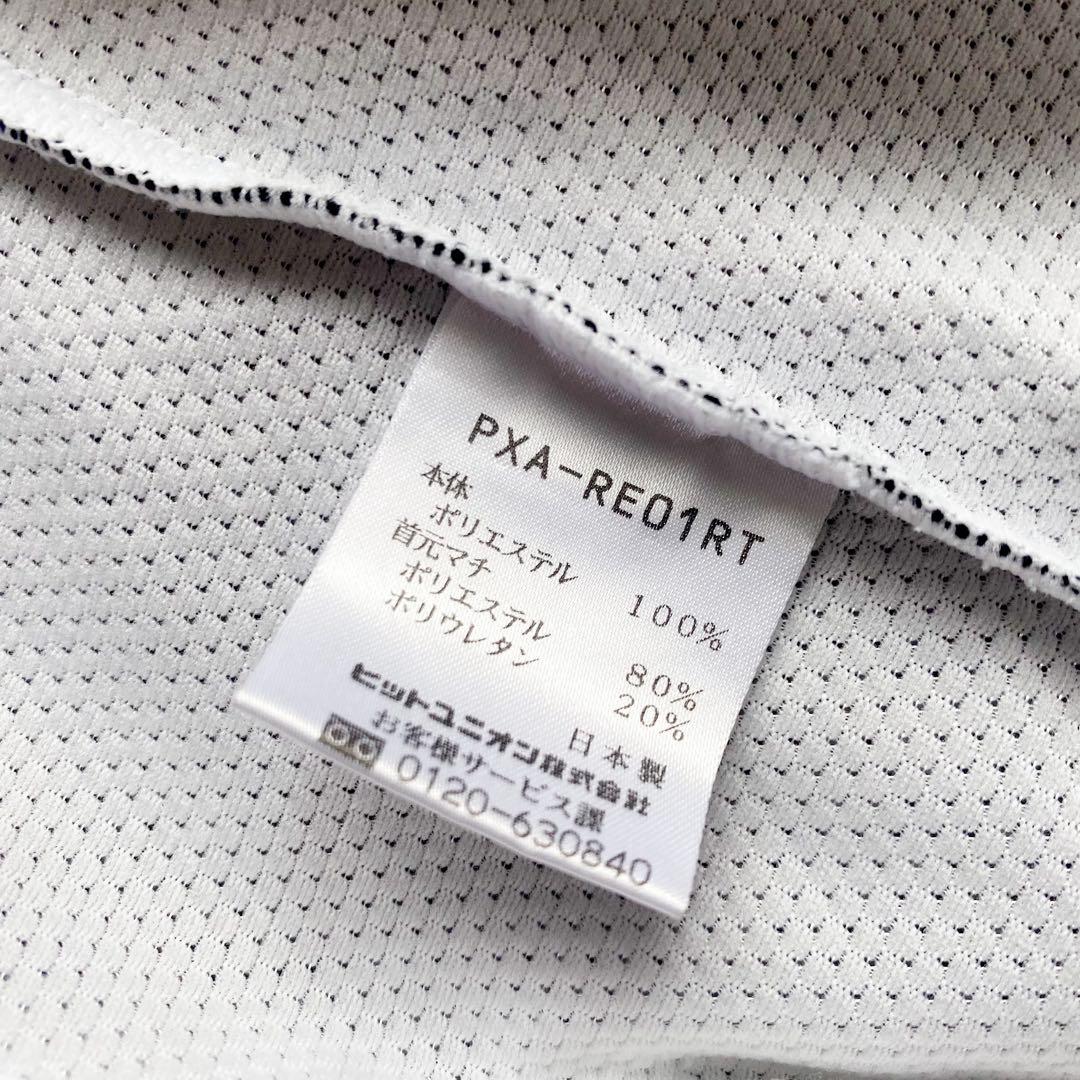 PXA-RE01RT
本体
ポリエステル 100%
首元マチ
ポリエステル 80%
ポリウレタン 20%
日本製
ヒットユニオン株式会社
お客様サービス課
0120-630840